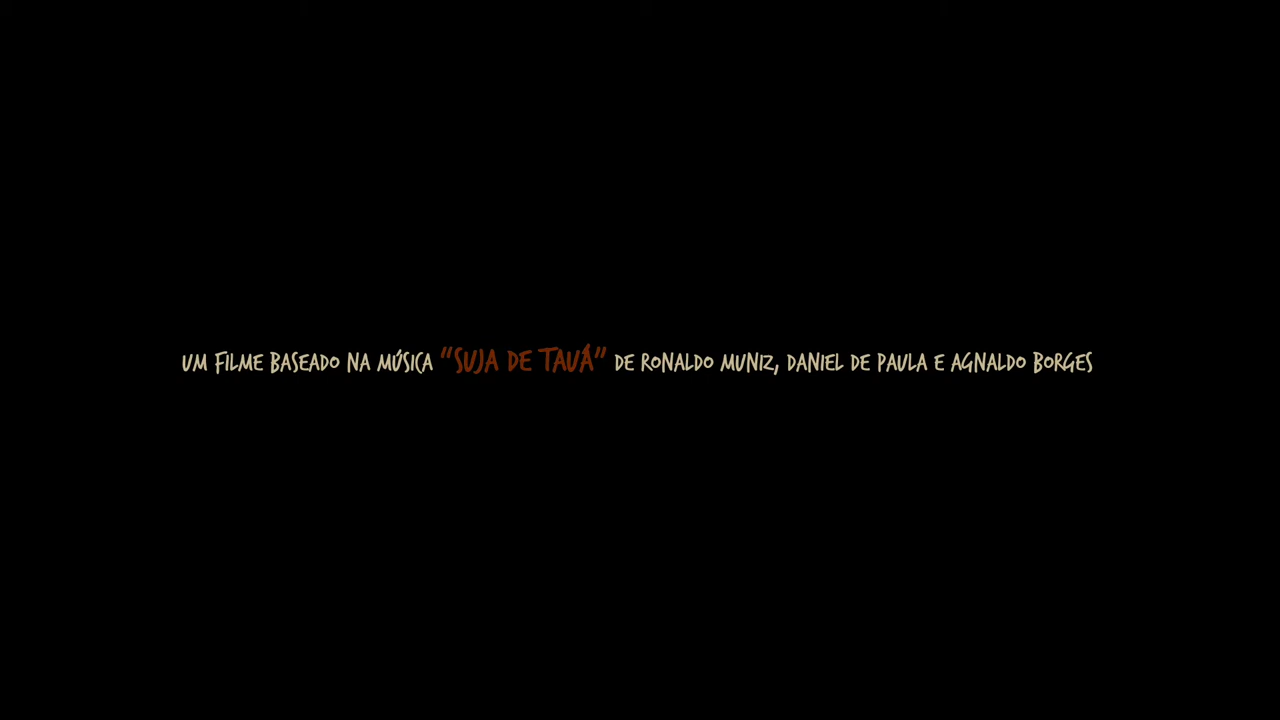 UM FILME BASEADO NA MÚSICA "SUJA DE TAUÁ" DE RONALDO MUNIZ, DANIEL DE PAULA E AGNALDO BORGES